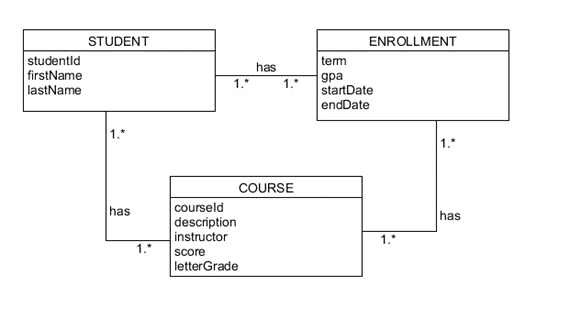 STUDENT
studentId
firstName
lastName
has
1.*
1.*
ENROLLMENT
term
gpa
startDate
endDate
1.*
has
1.*
1.*
has
1.*
COURSE
courseId
description
instructor
score
letterGrade